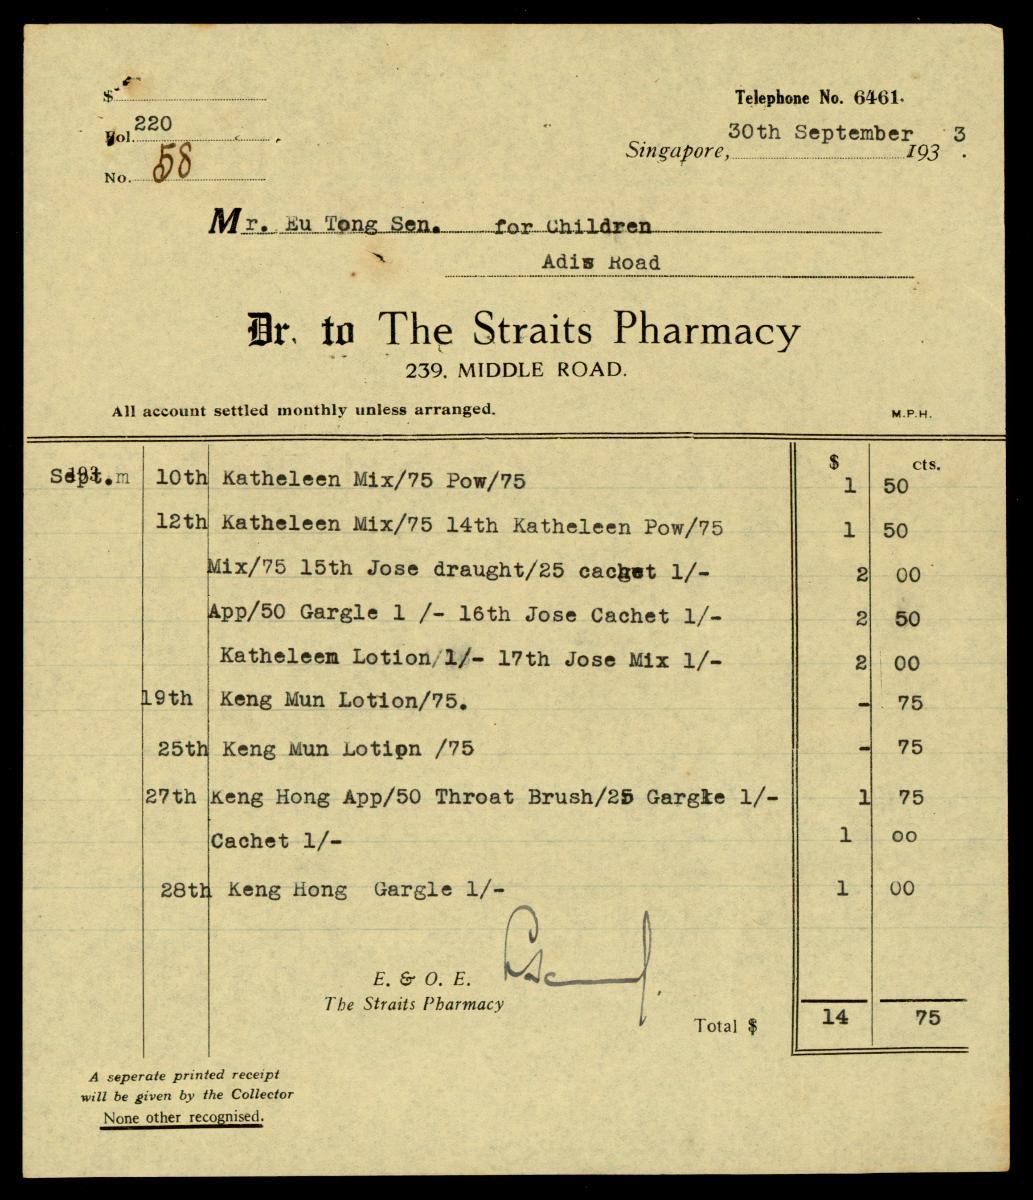 $
Telephone No. 6461.
Fol. 220
Singapore, 30th September 1933.
No. 58
Mr. Eu Tong Sen. for Children
Adis Road
Dr. to The Straits Pharmacy
239. MIDDLE ROAD.
All account settled monthly unless arranged.
M.P.H.
$ cts.
193
Sept.m 10th Katheleen Mix/75 Pow/75 1 50
12th Katheleen Mix/75 14th Katheleen Pow/75 1 50
Mix/75 15th Jose draught/25 cachet 1/- 2 00
App/50 Gargle 1 /- 16th Jose Cachet 1/- 2 50
Katheleen Lotion/1/- 17th Jose Mix 1/- 2 00
19th Keng Mun Lotion/75. - 75
25th Keng Mun Lotion /75 - 75
27th Keng Hong App/50 Throat Brush/25 Gargle 1/- 1 75
Cachet 1/- 1 00
28th Keng Hong Gargle 1/- 1 00
E. & O. E.
The Straits Pharmacy
Total $ 14 75
A seperate printed receipt
will be given by the Collector
None other recognised.